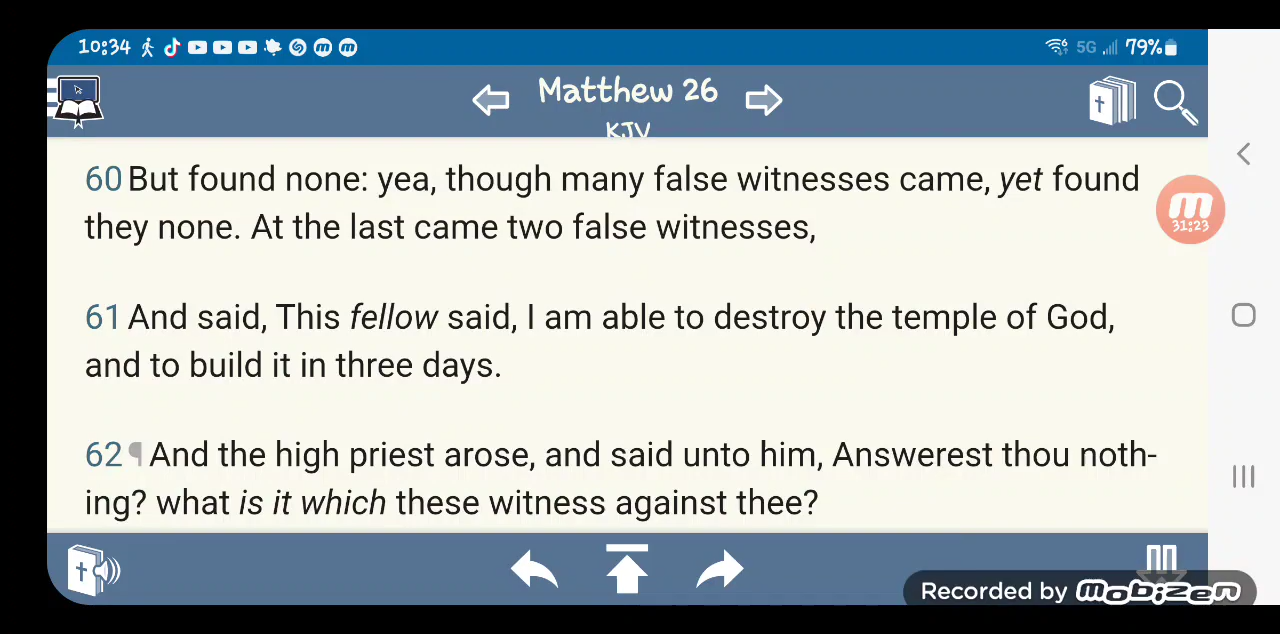 10:34
5G 79%
Matthew 26
KJV
60 But found none: yea, though many false witnesses came, yet found
they none. At the last came two false witnesses,
31:23
61 And said, This fellow said, I am able to destroy the temple of God,
and to build it in three days.
62 ¶ And the high priest arose, and said unto him, Answerest thou noth-
ing? what is it which these witness against thee?
Recorded by mobizen